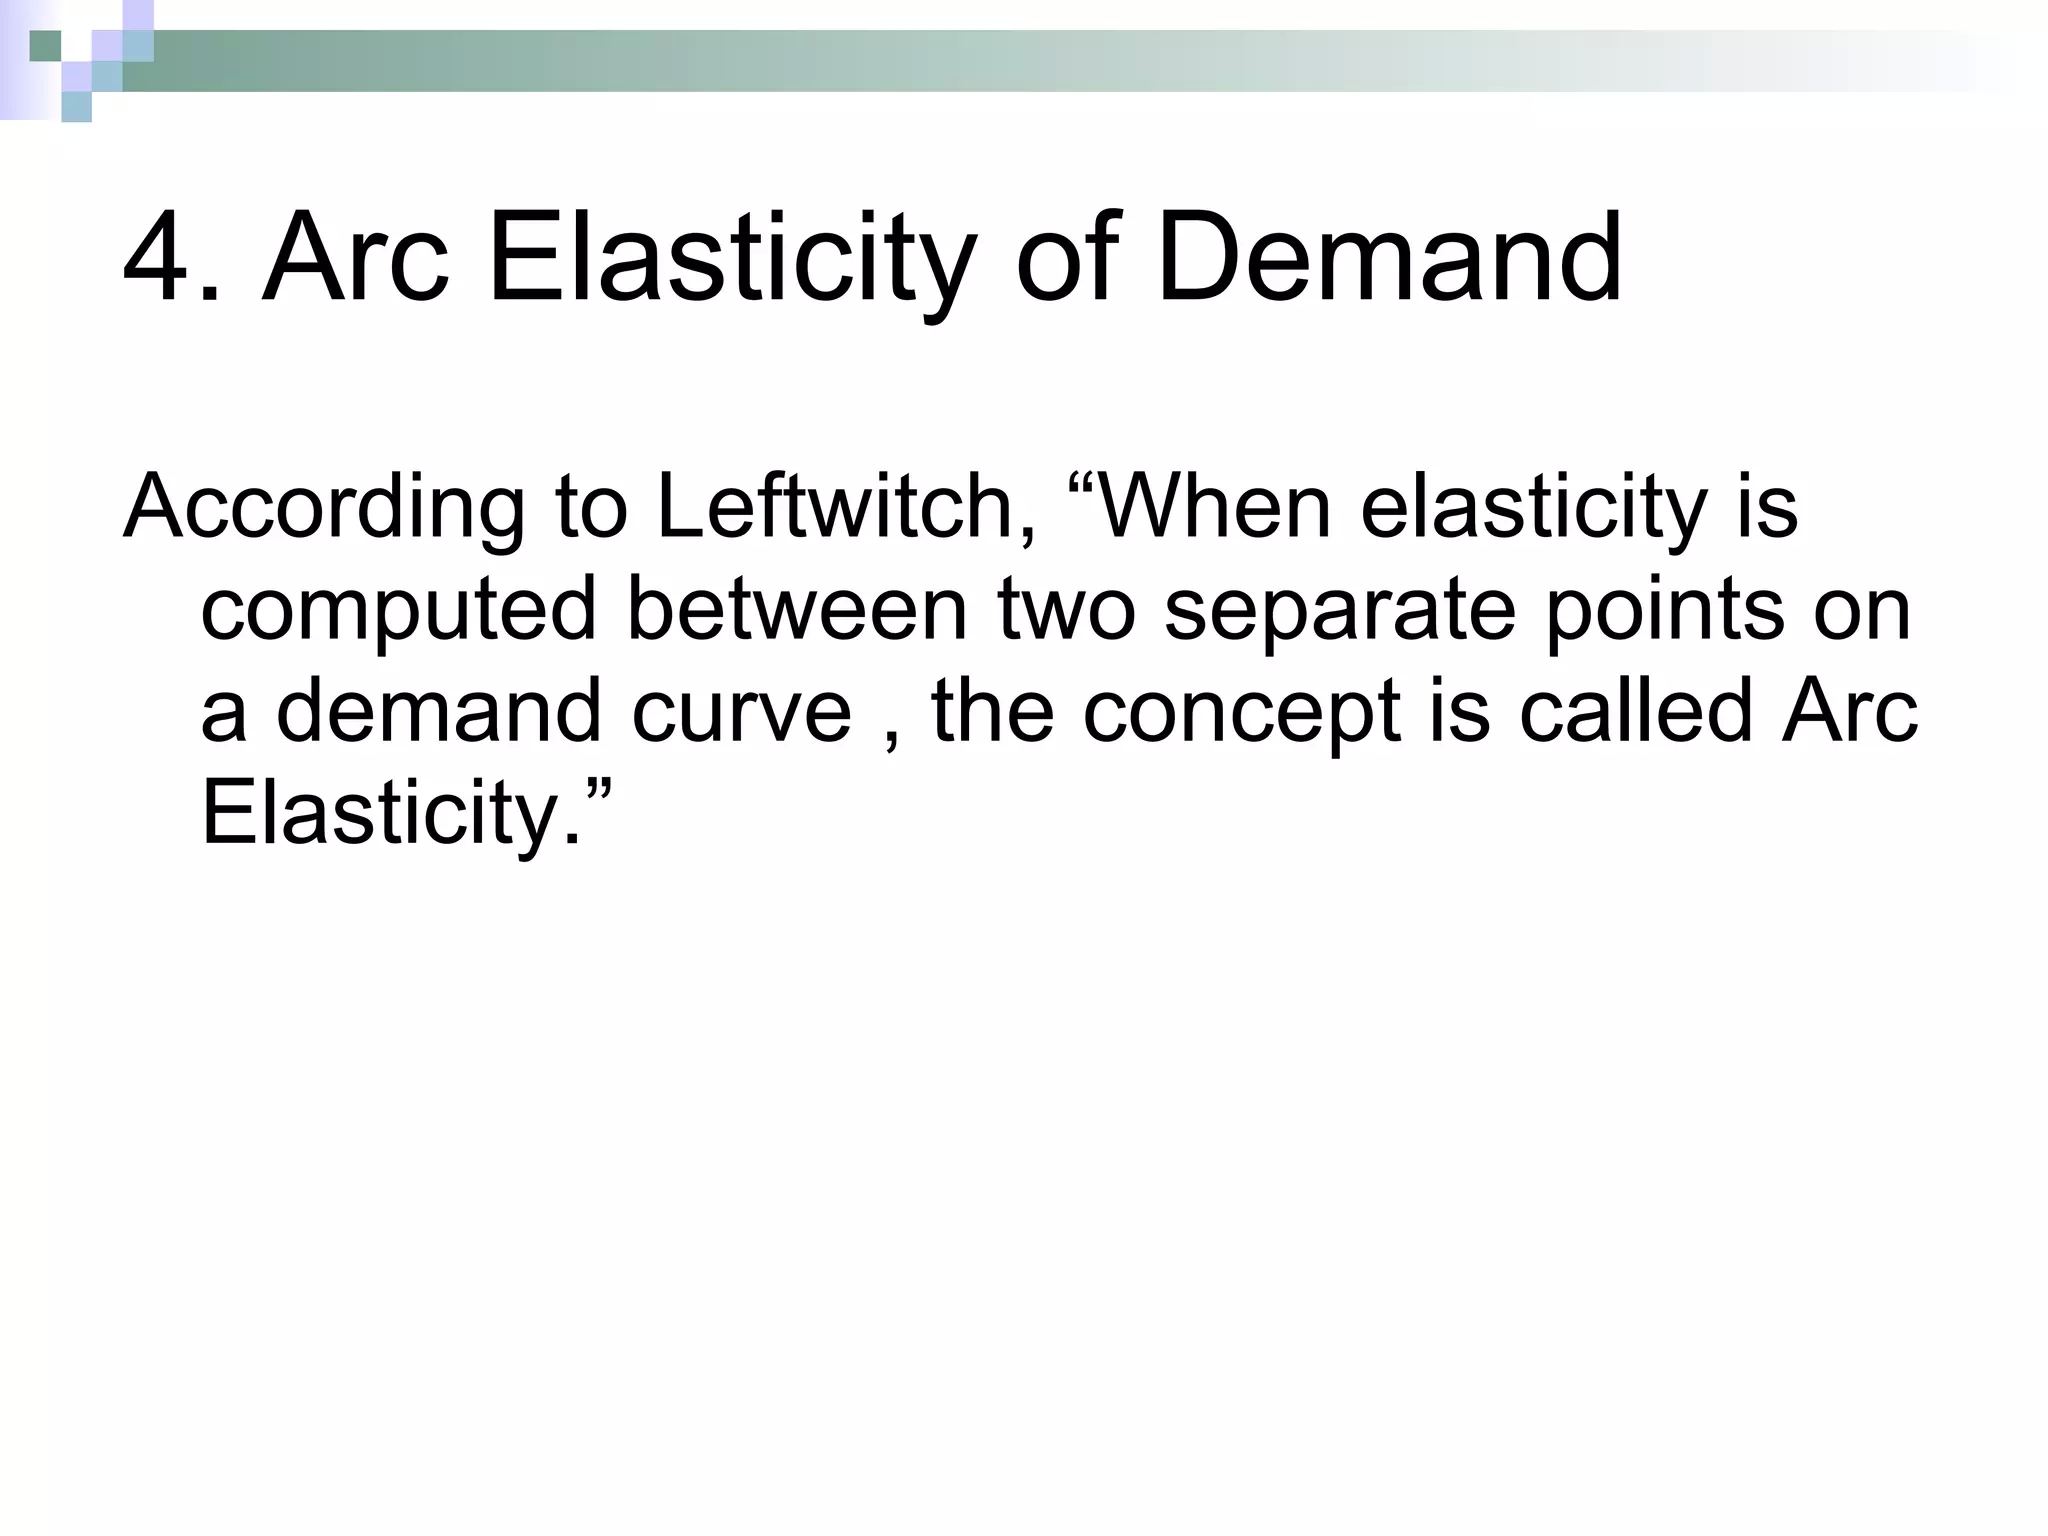 4. Arc Elasticity of Demand
According to Leftwitch, “When elasticity is
computed between two separate points on
a demand curve , the concept is called Arc
Elasticity.”